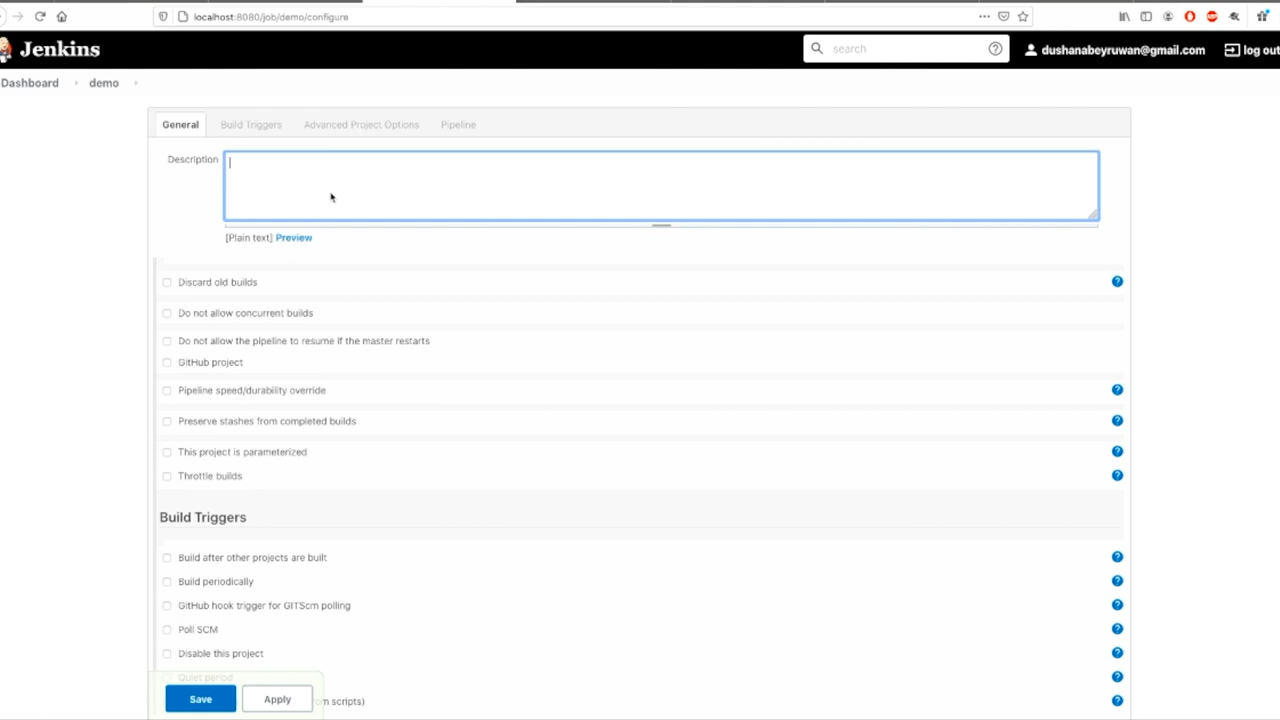 localhost:8080/job/demo/configure
Jenkins
search
dushanabeyruwan@gmail.com
log out
Dashboard
demo
General
Build Triggers
Advanced Project Options
Pipeline
Description
[Plain text] Preview
Discard old builds
Do not allow concurrent builds
Do not allow the pipeline to resume if the master restarts
GitHub project
Pipeline speed/durability override
Preserve stashes from completed builds
This project is parameterized
Throttle builds
Build Triggers
Build after other projects are built
Build periodically
GitHub hook trigger for GITScm polling
Poll SCM
Disable this project
Quiet period
Save
Apply
om scripts)